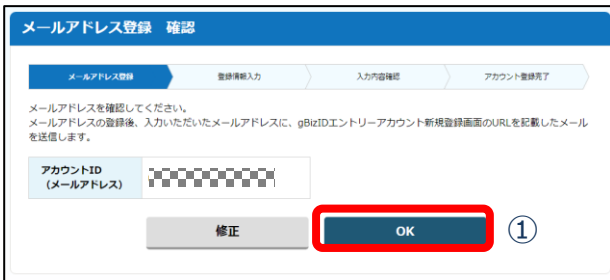 メールアドレス登録　確認
メールアドレス登録
登録情報入力
入力内容確認
アカウント登録完了
メールアドレスを確認してください。
メールアドレスの登録後、入力いただいたメールアドレスに、gBizIDエントリーアカウント新規登録画面のURLを記載したメール
を送信します。
アカウントID
（メールアドレス）
修正
OK
①